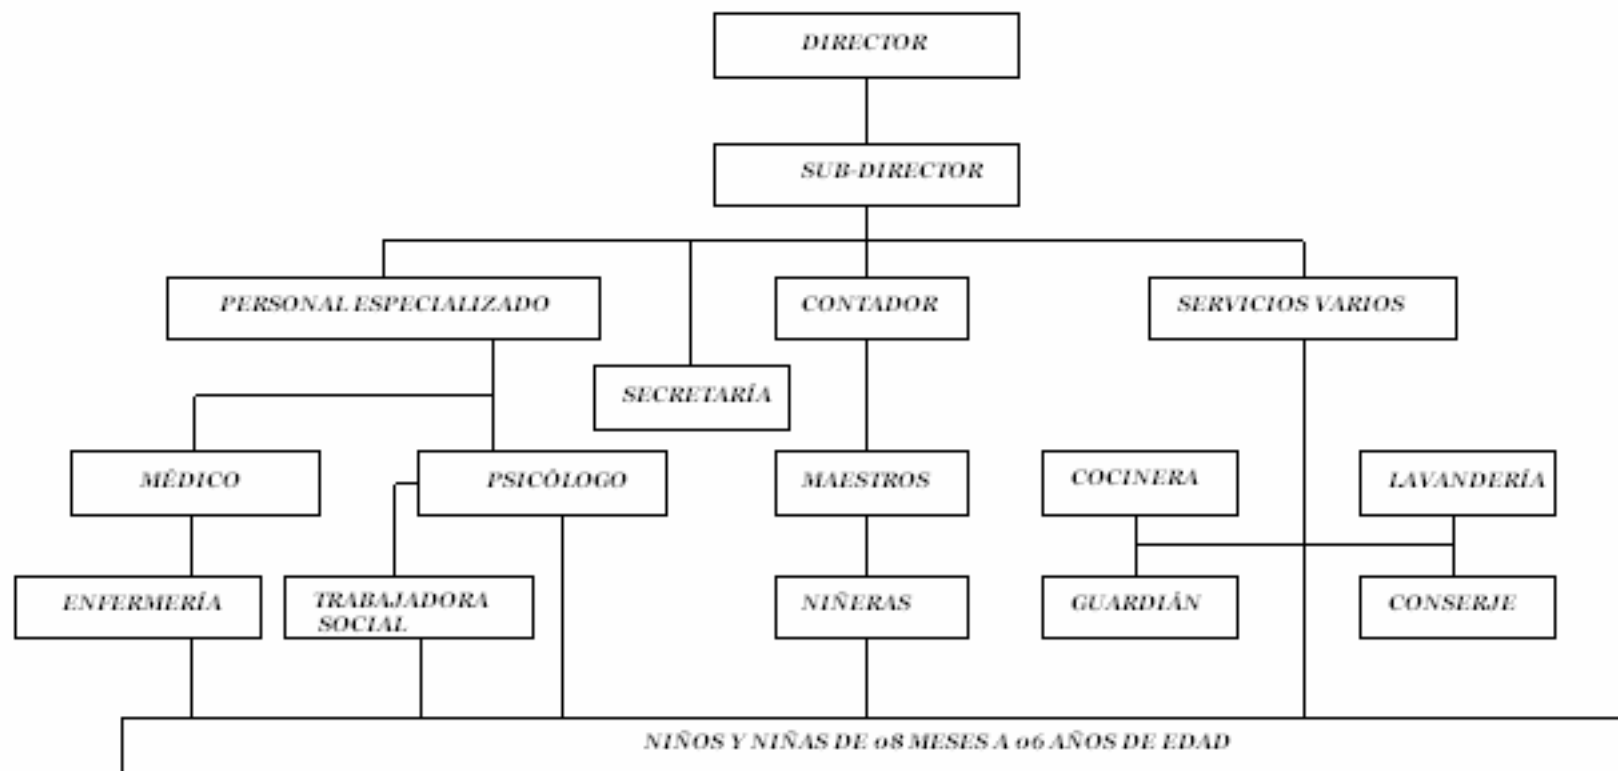 DIRECTOR
SUB-DIRECTOR
PERSONAL ESPECIALIZADO
CONTADOR
SERVICIOS VARIOS
SECRETARÍA
MÉDICO
PSICÓLOGO
MAESTROS
COCINERA
LAVANDERÍA
ENFERMERÍA
TRABAJADORA
SOCIAL
NIÑERAS
GUARDIÁN
CONSERJE
NIÑOS Y NIÑAS DE 08 MESES A 06 AÑOS DE EDAD